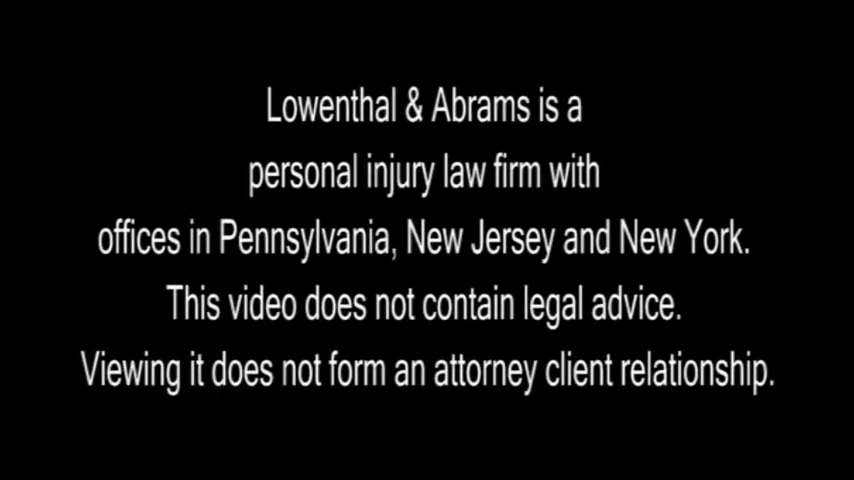 Lowenthal & Abrams is a
personal injury law firm with
offices in Pennsylvania, New Jersey and New York.
This video does not contain legal advice.
Viewing it does not form an attorney client relationship.